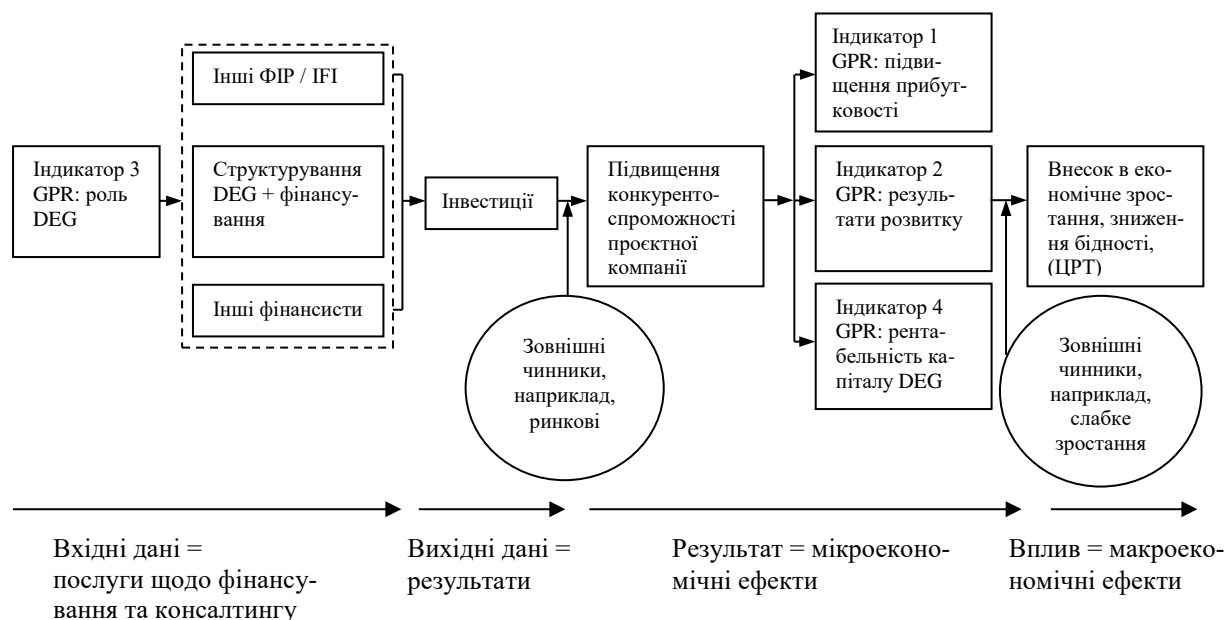 Індикатор 3
GPR: роль
DEG
Інші ФІР / IFI
Структурування
DEG + фінансу-
вання
Інші фінансисти
Інвестиції
Зовнішні
чинники,
наприклад,
ринкові
Підвищення
конкуренто-
спроможності
проєктної
компанії
Індикатор 1
GPR: підви-
щення прибут-
ковості
Індикатор 2
GPR: резуль-
тати розвитку
Індикатор 4
GPR: рента-
бельність ка-
піталу DEG
Внесок в еко-
номічне зрос-
тання, знижен-
ня бідності,
(ЦРТ)
Зовнішні
чинники,
наприклад,
слабке
зростання
Вхідні дані =
послуги щодо фінансу-
вання та консалтингу
Вихідні дані =
результати
Результат = мікроеконо-
мічні ефекти
Вплив = макроеко-
номічні ефекти